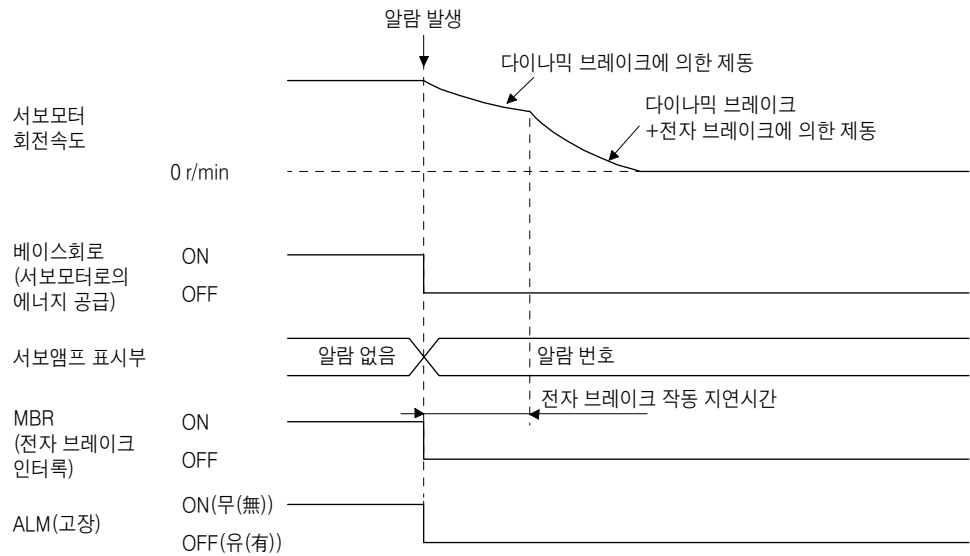 알람 발생
다이나믹 브레이크에 의한 제동
다이나믹 브레이크
+전자 브레이크에 의한 제동
서보모터
회전속도
0 r/min
베이스회로
(서보모터로의
에너지 공급)
ON
OFF
서보앰프 표시부
알람 없음
알람 번호
전자 브레이크 작동 지연시간
MBR
(전자 브레이크
인터록)
ON
OFF
ALM(고장)
ON(무(無))
OFF(유(有))